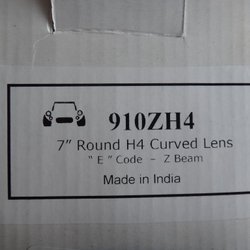 910ZH4
7" Round H4 Curved Lens
"E" Code - Z Beam
Made in India